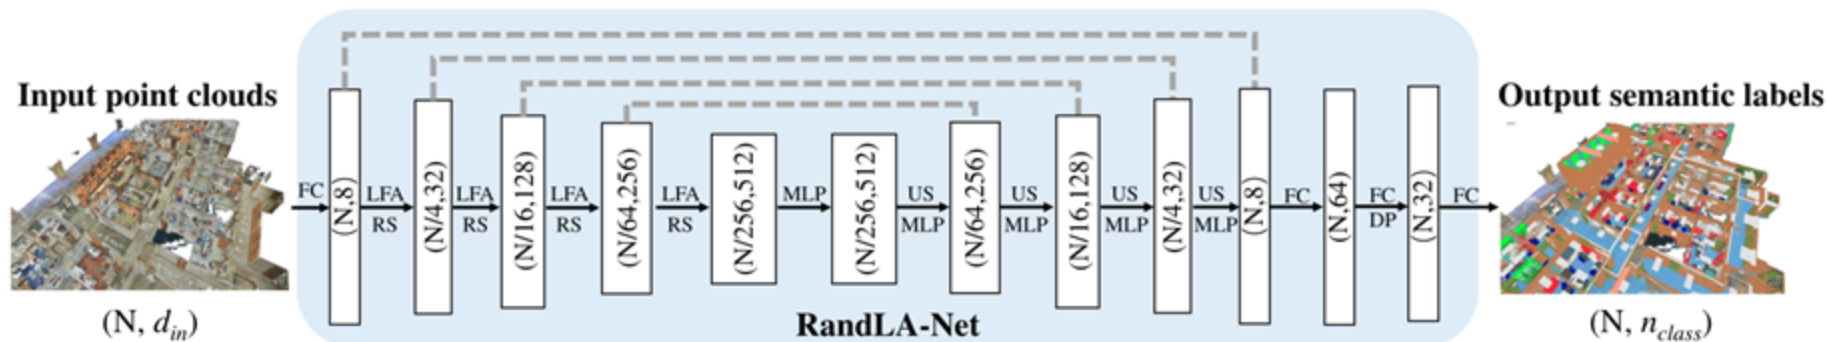 Input point clouds
(N, d_in)
FC
(N,8)
LFA
RS
(N/4,32)
LFA
RS
(N/16,128)
LFA
RS
(N/64,256)
LFA
RS
(N/256,512)
MLP
(N/256,512)
US
MLP
(N/64,256)
US
MLP
(N/16,128)
US
MLP
(N/4,32)
US
MLP
(N,8)
FC
(N,64)
FC
DP
(N,32)
FC
RandLA-Net
Output semantic labels
(N, n_class)